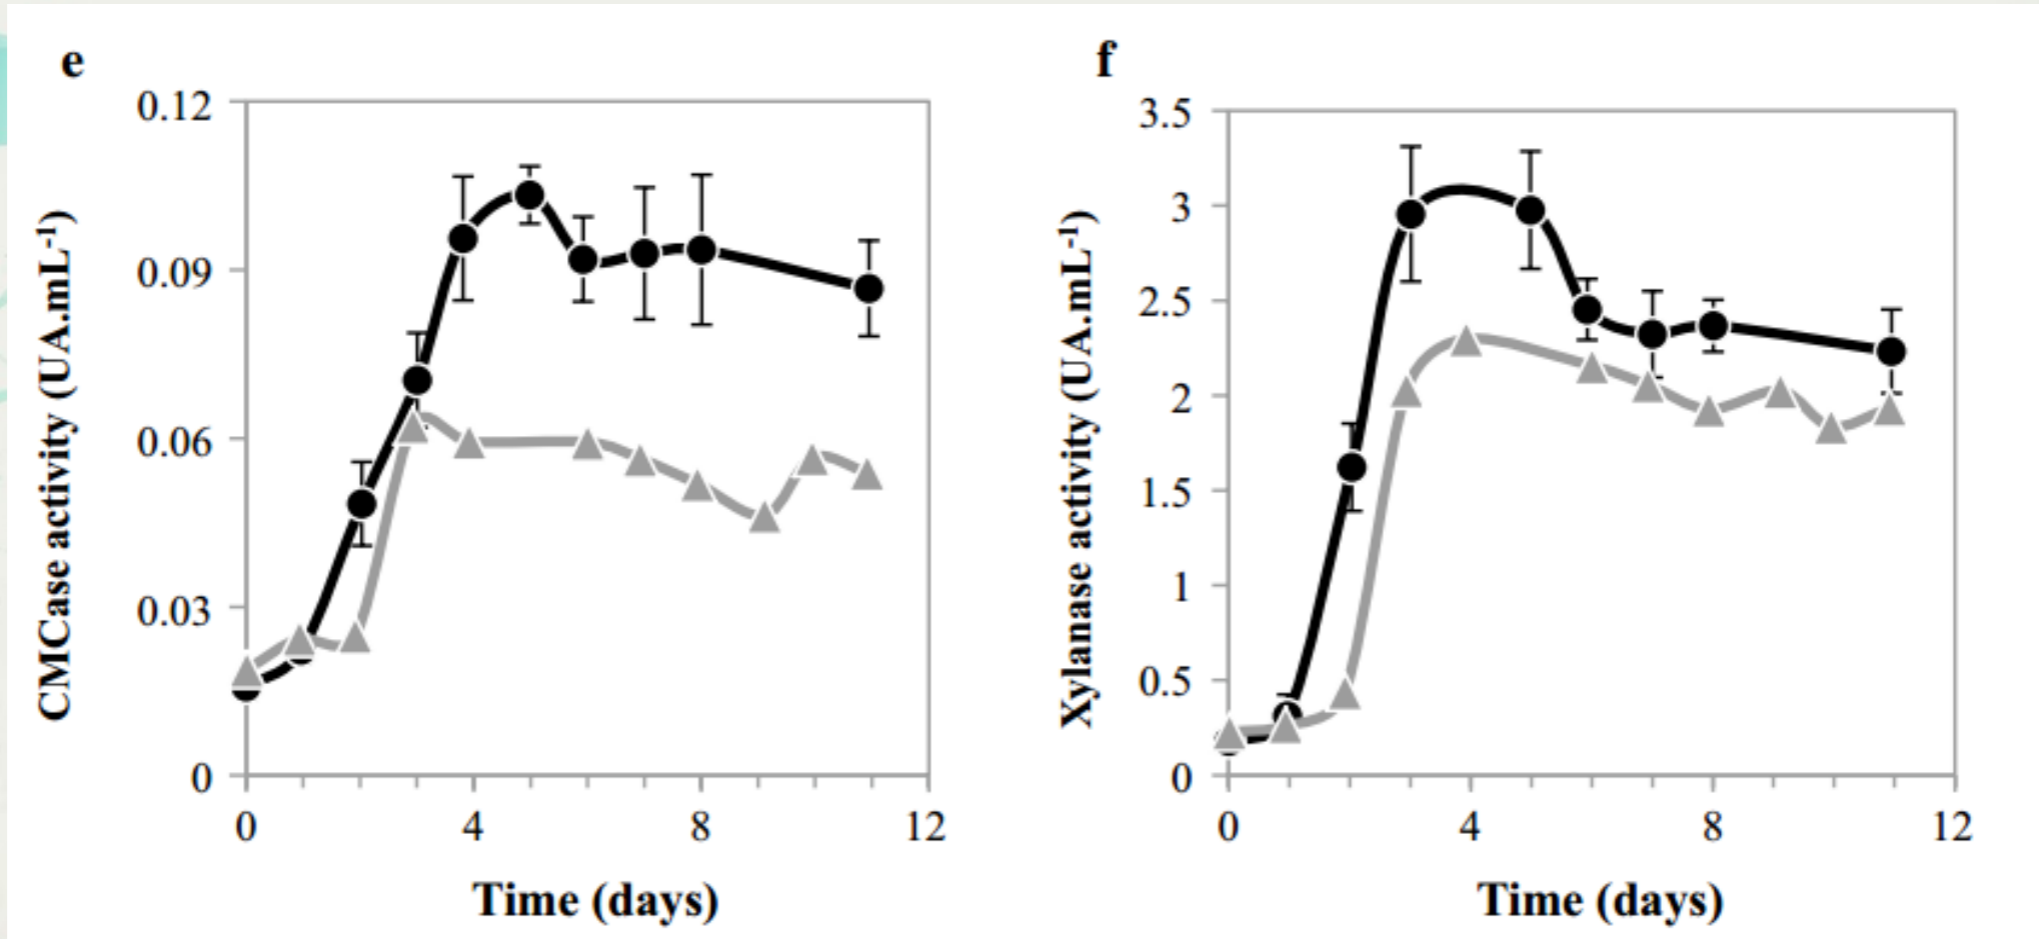 e
CMCase activity (UA.mL⁻¹)
0.12
0.09
0.06
0.03
0
0 4 8 12
Time (days)
f
Xylanase activity (UA.mL⁻¹)
3.5
3
2.5
2
1.5
1
0.5
0
0 4 8 12
Time (days)